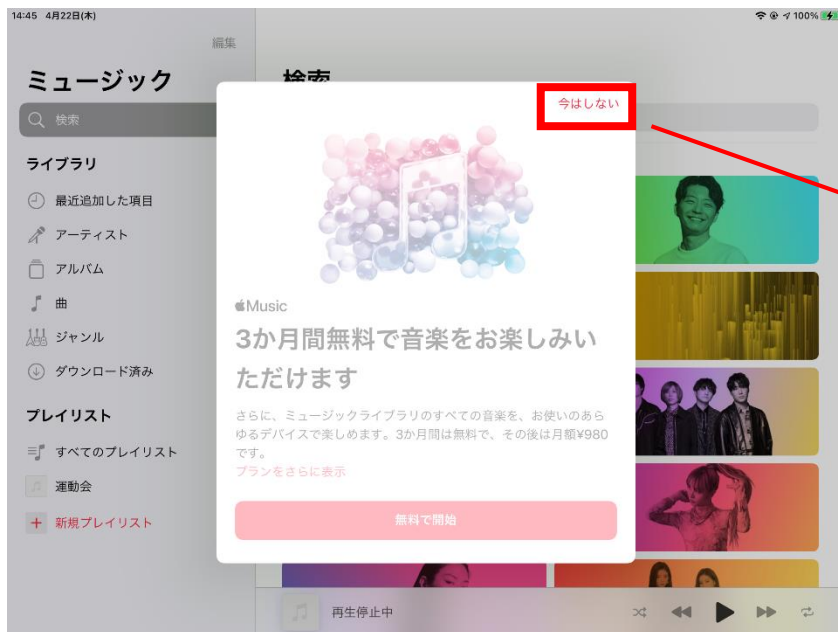 14:45 4月22日(木)
100%
編集
ミュージック
検索
ライブラリ
最近追加した項目
アーティスト
アルバム
曲
ジャンル
ダウンロード済み
プレイリスト
すべてのプレイリスト
運動会
新規プレイリスト
検索
今はしない
Music
3か月間無料で音楽をお楽しみい
ただけます
さらに、ミュージックライブラリのすべての音楽を、お使いのあら
ゆるデバイスで楽しめます。3か月間は無料で、その後は月額¥980
です。
プランをさらに表示
無料で開始
再生停止中